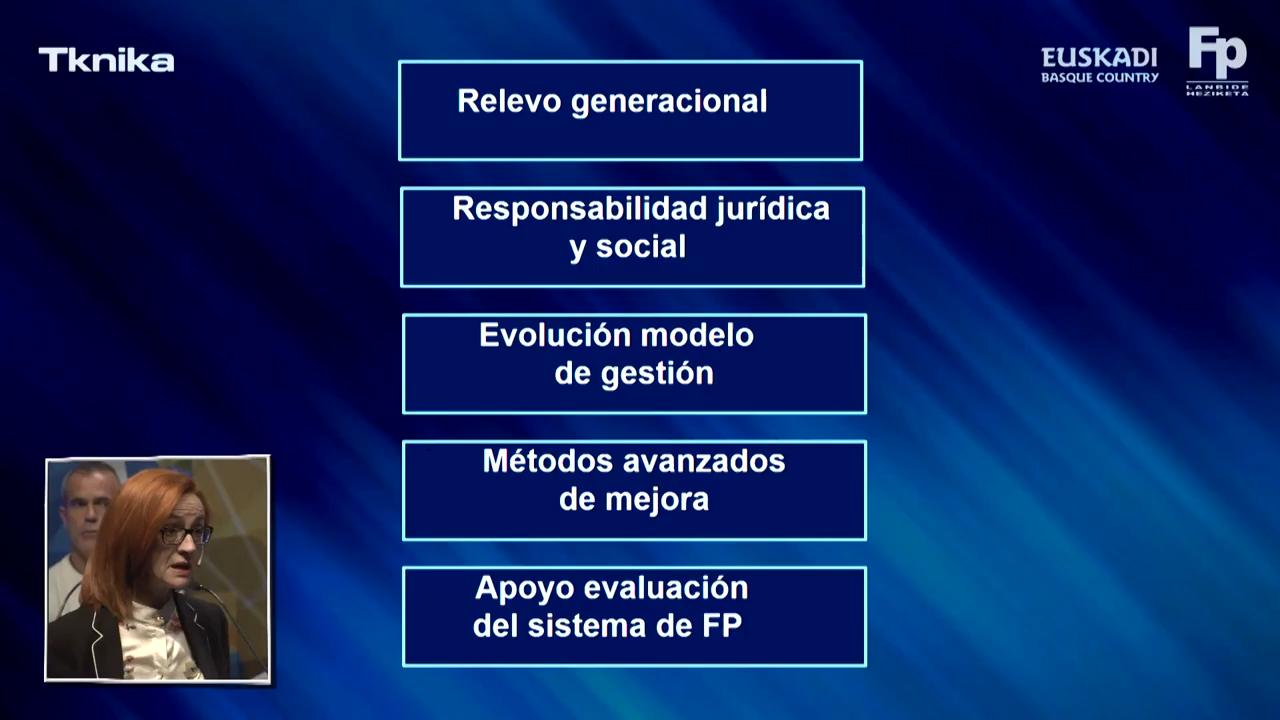 Tknika
EUSKADI
BASQUE COUNTRY
Fp
LANBIDE
HEZIKETA
Relevo generacional
Responsabilidad jurídica
y social
Evolución modelo
de gestión
Métodos avanzados
de mejora
Apoyo evaluación
del sistema de FP